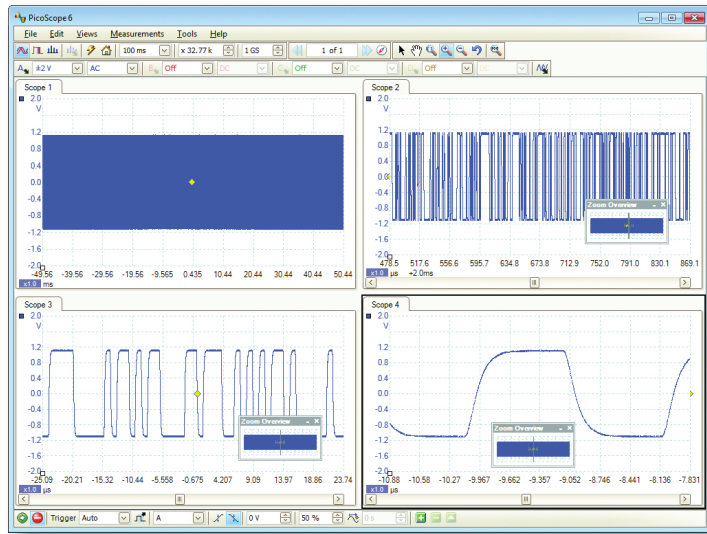 PicoScope 6
File Edit Views Measurements Tools Help
100 ms x 32.77 k 1 GS 1 of 1
A ±2 V AC B Off DC C Off DC D Off DC
Scope 1
2.0
V
1.2
0.8
0.4
0.0
-0.4
-0.8
-1.2
-1.6
-2.0
-49.56 -39.56 -29.56 -19.56 -9.565 0.435 10.44 20.44 30.44 40.44 50.44
x1.0 ms
Scope 2
2.0
V
1.2
0.8
0.4
0.0
-0.4
-0.8
-1.2
-1.6
-2.0
Zoom Overview
478.5 517.6 556.6 595.7 634.8 673.8 712.9 752.0 791.0 830.1 869.1
x1.0 µs +2.0ms
Scope 3
2.0
V
1.2
0.8
0.4
0.0
-0.4
-0.8
-1.2
-1.6
-2.0
Zoom Overview
-25.09 -20.21 -15.32 -10.44 -5.558 -0.675 4.207 9.09 13.97 18.86 23.74
x1.0 µs
Scope 4
2.0
V
1.2
0.8
0.4
0.0
-0.4
-0.8
-1.2
-1.6
-2.0
Zoom Overview
-10.88 -10.58 -10.27 -9.967 -9.662 -9.357 -9.052 -8.746 -8.441 -8.136 -7.831
x1.0 µs
Trigger Auto A 0 V 50 % 0 s